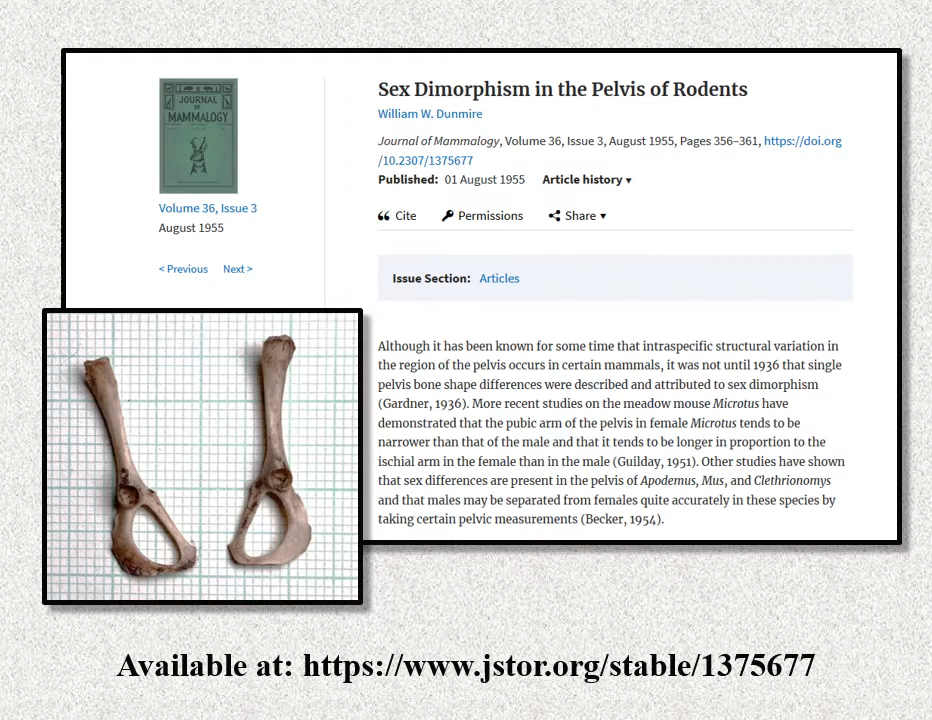 JOURNAL
OF
MAMMALOGY
Volume 36, Issue 3
August 1955
< Previous Next >
Sex Dimorphism in the Pelvis of Rodents
William W. Dunmire
Journal of Mammalogy, Volume 36, Issue 3, August 1955, Pages 356–361, https://doi.org
/10.2307/1375677
Published: 01 August 1955 Article history ▾
Cite Permissions Share ▾
Issue Section: Articles
Although it has been known for some time that intraspecific structural variation in
the region of the pelvis occurs in certain mammals, it was not until 1936 that single
pelvis bone shape differences were described and attributed to sex dimorphism
(Gardner, 1936). More recent studies on the meadow mouse Microtus have
demonstrated that the pubic arm of the pelvis in female Microtus tends to be
narrower than that of the male and that it tends to be longer in proportion to the
ischial arm in the female than in the male (Guilday, 1951). Other studies have shown
that sex differences are present in the pelvis of Apodemus, Mus, and Clethrionomys
and that males may be separated from females quite accurately in these species by
taking certain pelvic measurements (Becker, 1954).
Available at: https://www.jstor.org/stable/1375677